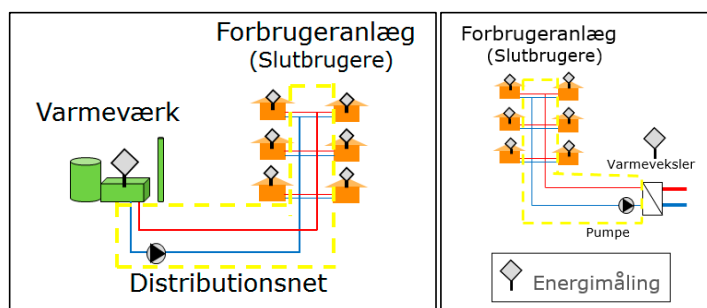 Forbrugeranlæg
(Slutbrugere)
Varmeværk
Distributionsnet
Forbrugeranlæg
(Slutbrugere)
Varmeveksler
Pumpe
Energimåling